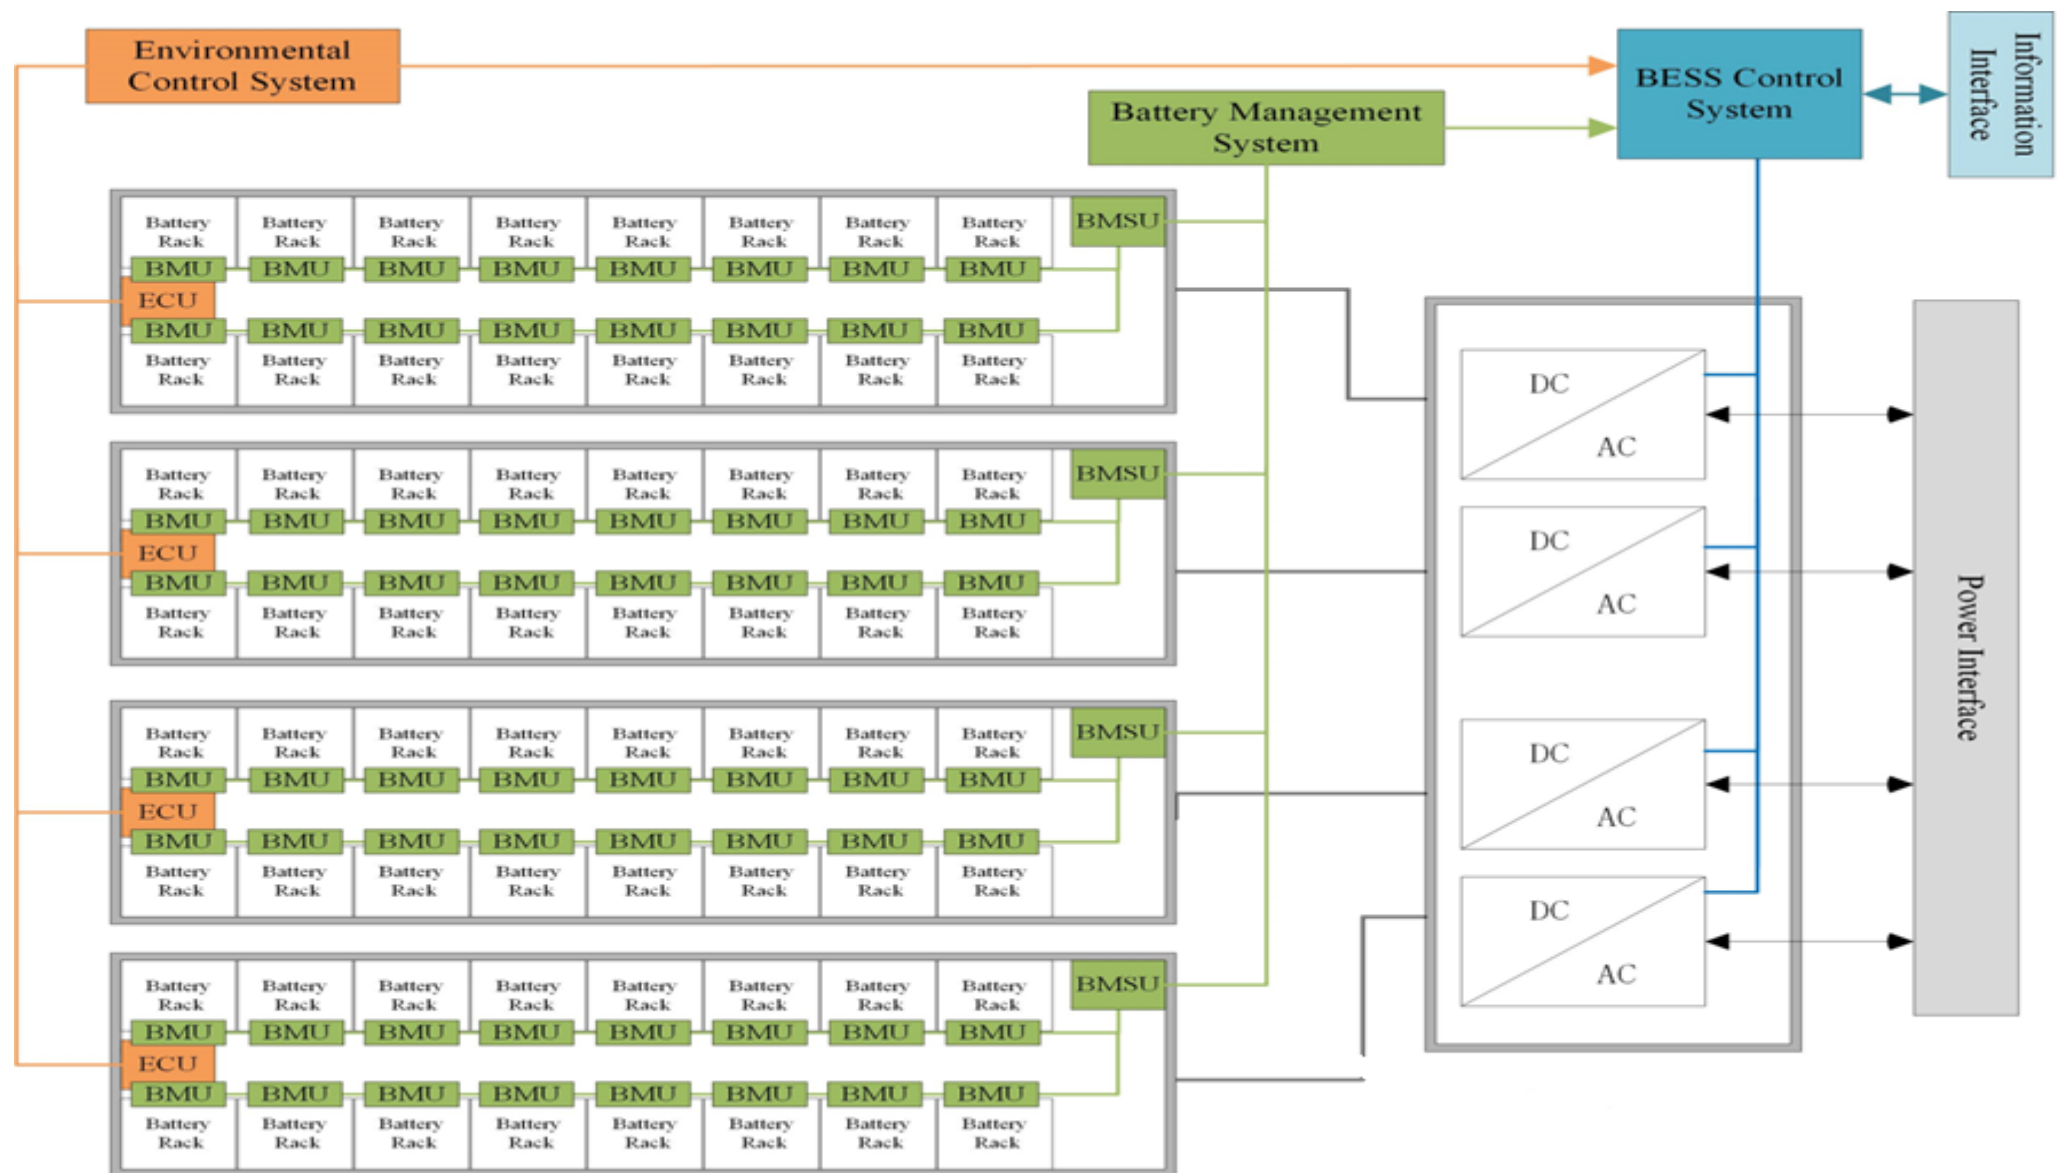 Environmental
Control System
Battery Management
System
BESS Control
System
Information
Interface
Battery Battery Battery Battery Battery Battery Battery Battery
Rack Rack Rack Rack Rack Rack Rack Rack
BMSU
BMU BMU BMU BMU BMU BMU BMU BMU
ECU
BMU BMU BMU BMU BMU BMU BMU BMU
Battery Battery Battery Battery Battery Battery Battery Battery
Rack Rack Rack Rack Rack Rack Rack Rack
Battery Battery Battery Battery Battery Battery Battery Battery
Rack Rack Rack Rack Rack Rack Rack Rack
BMSU
BMU BMU BMU BMU BMU BMU BMU BMU
ECU
BMU BMU BMU BMU BMU BMU BMU BMU
Battery Battery Battery Battery Battery Battery Battery Battery
Rack Rack Rack Rack Rack Rack Rack Rack
Battery Battery Battery Battery Battery Battery Battery Battery
Rack Rack Rack Rack Rack Rack Rack Rack
BMSU
BMU BMU BMU BMU BMU BMU BMU BMU
ECU
BMU BMU BMU BMU BMU BMU BMU BMU
Battery Battery Battery Battery Battery Battery Battery Battery
Rack Rack Rack Rack Rack Rack Rack Rack
Battery Battery Battery Battery Battery Battery Battery Battery
Rack Rack Rack Rack Rack Rack Rack Rack
BMSU
BMU BMU BMU BMU BMU BMU BMU BMU
ECU
BMU BMU BMU BMU BMU BMU BMU BMU
Battery Battery Battery Battery Battery Battery Battery Battery
Rack Rack Rack Rack Rack Rack Rack Rack
DC
AC
DC
AC
DC
AC
DC
AC
Power Interface